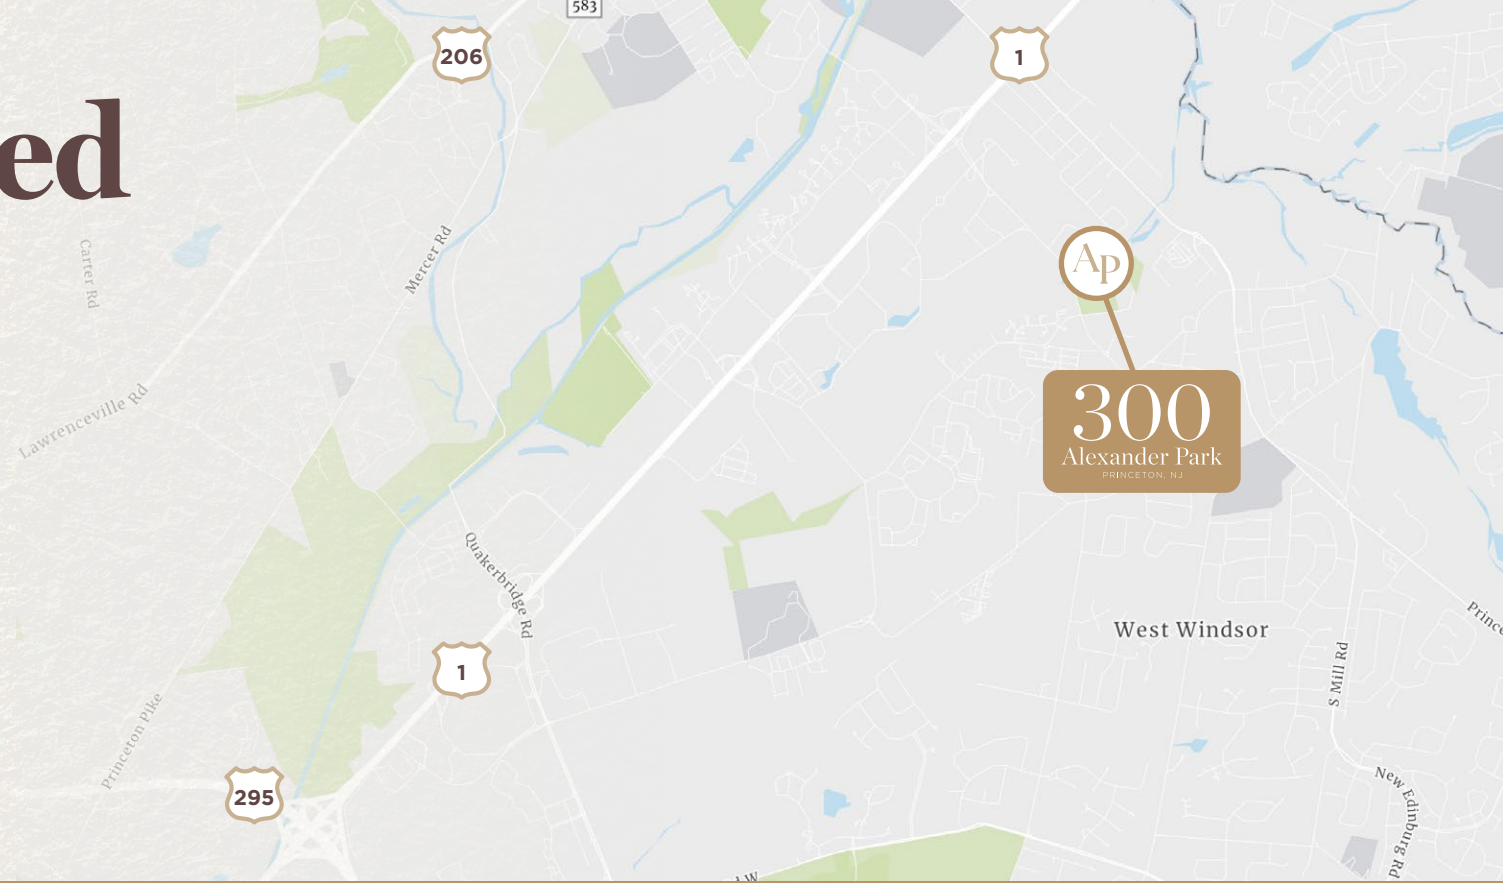 583
206
1
ed
Carter Rd
Mercer Rd
Ap
300
Alexander Park
PRINCETON, NJ
Lawrenceville Rd
Quakerbridge Rd
West Windsor
1
S Mill Rd
Princeton Pike
295
New Edinburg Rd